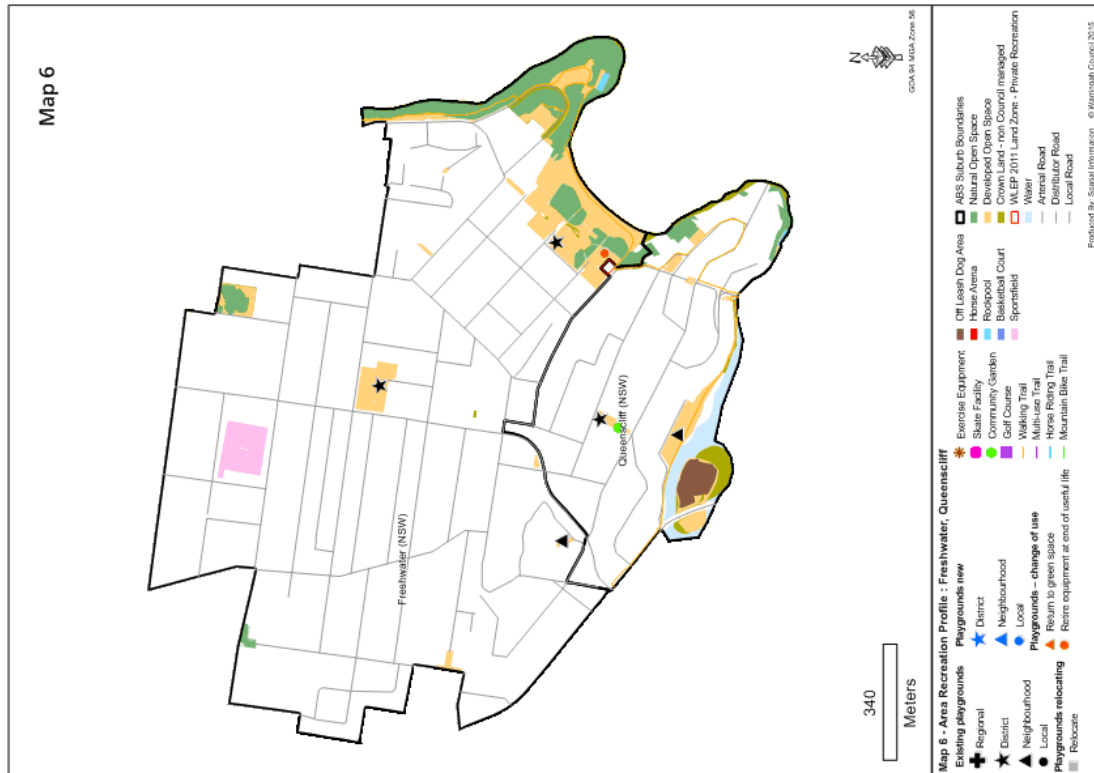 Map 6
N
GDA 94 MGA Zone 56
Freshwater (NSW)
Queenscliff (NSW)
340
Meters
Map 6 - Area Recreation Profile : Freshwater, Queenscliff
Existing playgrounds
Regional
District
Neighbourhood
Local
Playgrounds relocating
Relocate
Playgrounds new
District
Neighbourhood
Local
Playgrounds – change of use
Return to green space
Retire equipment at end of useful life
Exercise Equipment
Skate Facility
Community Garden
Golf Course
Walking Trail
Multi-use Trail
Horse Riding Trail
Mountain Bike Trail
Off Leash Dog Area
Horse Arena
Rockpool
Basketball Court
Sportsfield
ABS Suburb Boundaries
Natural Open Space
Developed Open Space
Crown Land - non Council managed
WLEP 2011 Land Zone - Private Recreation
Water
Arterial Road
Distributor Road
Local Road
Produced By: Spatial Information © Warringah Council 2015